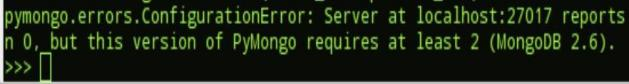 pymongo.errors.ConfigurationError: Server at localhost:27017 reports
n 0, but this version of PyMongo requires at least 2 (MongoDB 2.6).
>>>